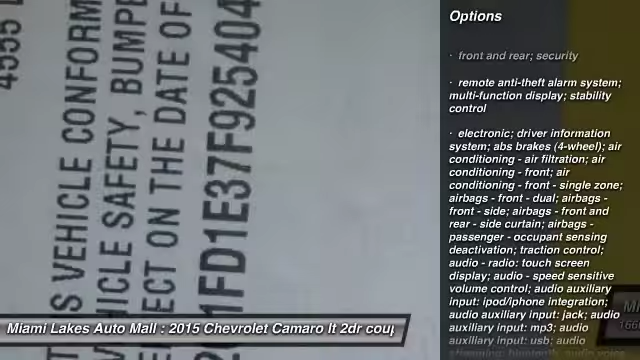 4555
S VEHICLE CONFORM
HICLE SAFETY, BUMPE
ECT ON THE DATE OF
1FD1E37F925404
Options
· front and rear; security
· remote anti-theft alarm system;
multi-function display; stability
control
· electronic; driver information
system; abs brakes (4-wheel); air
conditioning - air filtration; air
conditioning - front; air
conditioning - front - single zone;
airbags - front - dual; airbags -
front - side; airbags - front and
rear - side curtain; airbags -
passenger - occupant sensing
deactivation; traction control;
audio - radio: touch screen
display; audio - speed sensitive
volume control; audio auxiliary
input: ipod/iphone integration;
audio auxiliary input: jack; audio
auxiliary input: mp3; audio
auxiliary input: usb; audio
Miami Lakes Auto Mall : 2015 Chevrolet Camaro lt 2dr coup